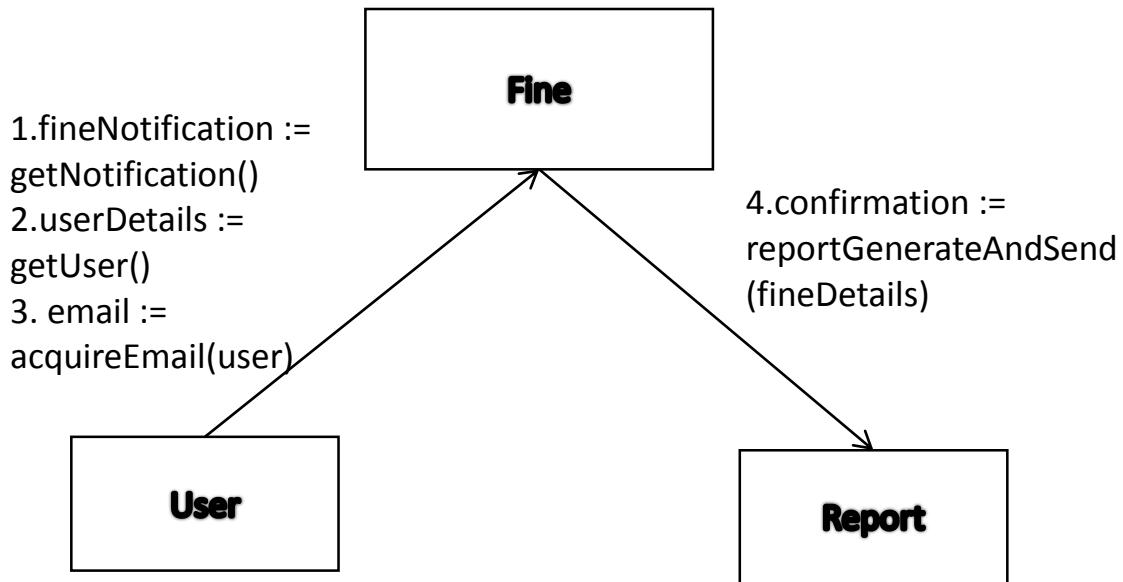 Fine
1.fineNotification :=
getNotification()
2.userDetails :=
getUser()
3. email :=
acquireEmail(user)
4.confirmation :=
reportGenerateAndSend
(fineDetails)
User
Report